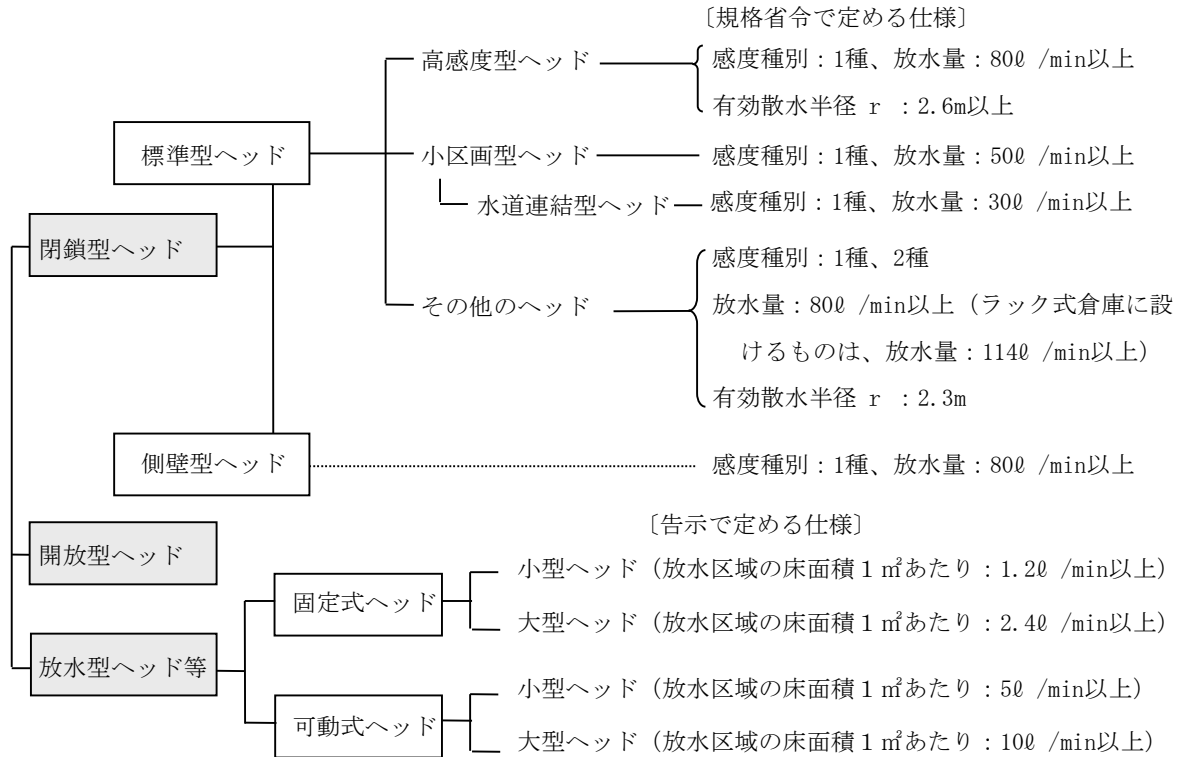 〔規格省令で定める仕様〕
高感度型ヘッド
感度種別：1種、放水量：80ℓ /min以上
有効散水半径 r ：2.6m以上
標準型ヘッド
小区画型ヘッド
感度種別：1種、放水量：50ℓ /min以上
水道連結型ヘッド
感度種別：1種、放水量：30ℓ /min以上
閉鎖型ヘッド
その他のヘッド
感度種別：1種、2種
放水量：80ℓ /min以上（ラック式倉庫に設
けるものは、放水量：114ℓ /min以上）
有効散水半径 r ：2.3m
側壁型ヘッド
感度種別：1種、放水量：80ℓ /min以上
〔告示で定める仕様〕
開放型ヘッド
固定式ヘッド
小型ヘッド（放水区域の床面積１㎡あたり：1.2ℓ /min以上）
大型ヘッド（放水区域の床面積１㎡あたり：2.4ℓ /min以上）
放水型ヘッド等
可動式ヘッド
小型ヘッド（放水区域の床面積１㎡あたり：5ℓ /min以上）
大型ヘッド（放水区域の床面積１㎡あたり：10ℓ /min以上）